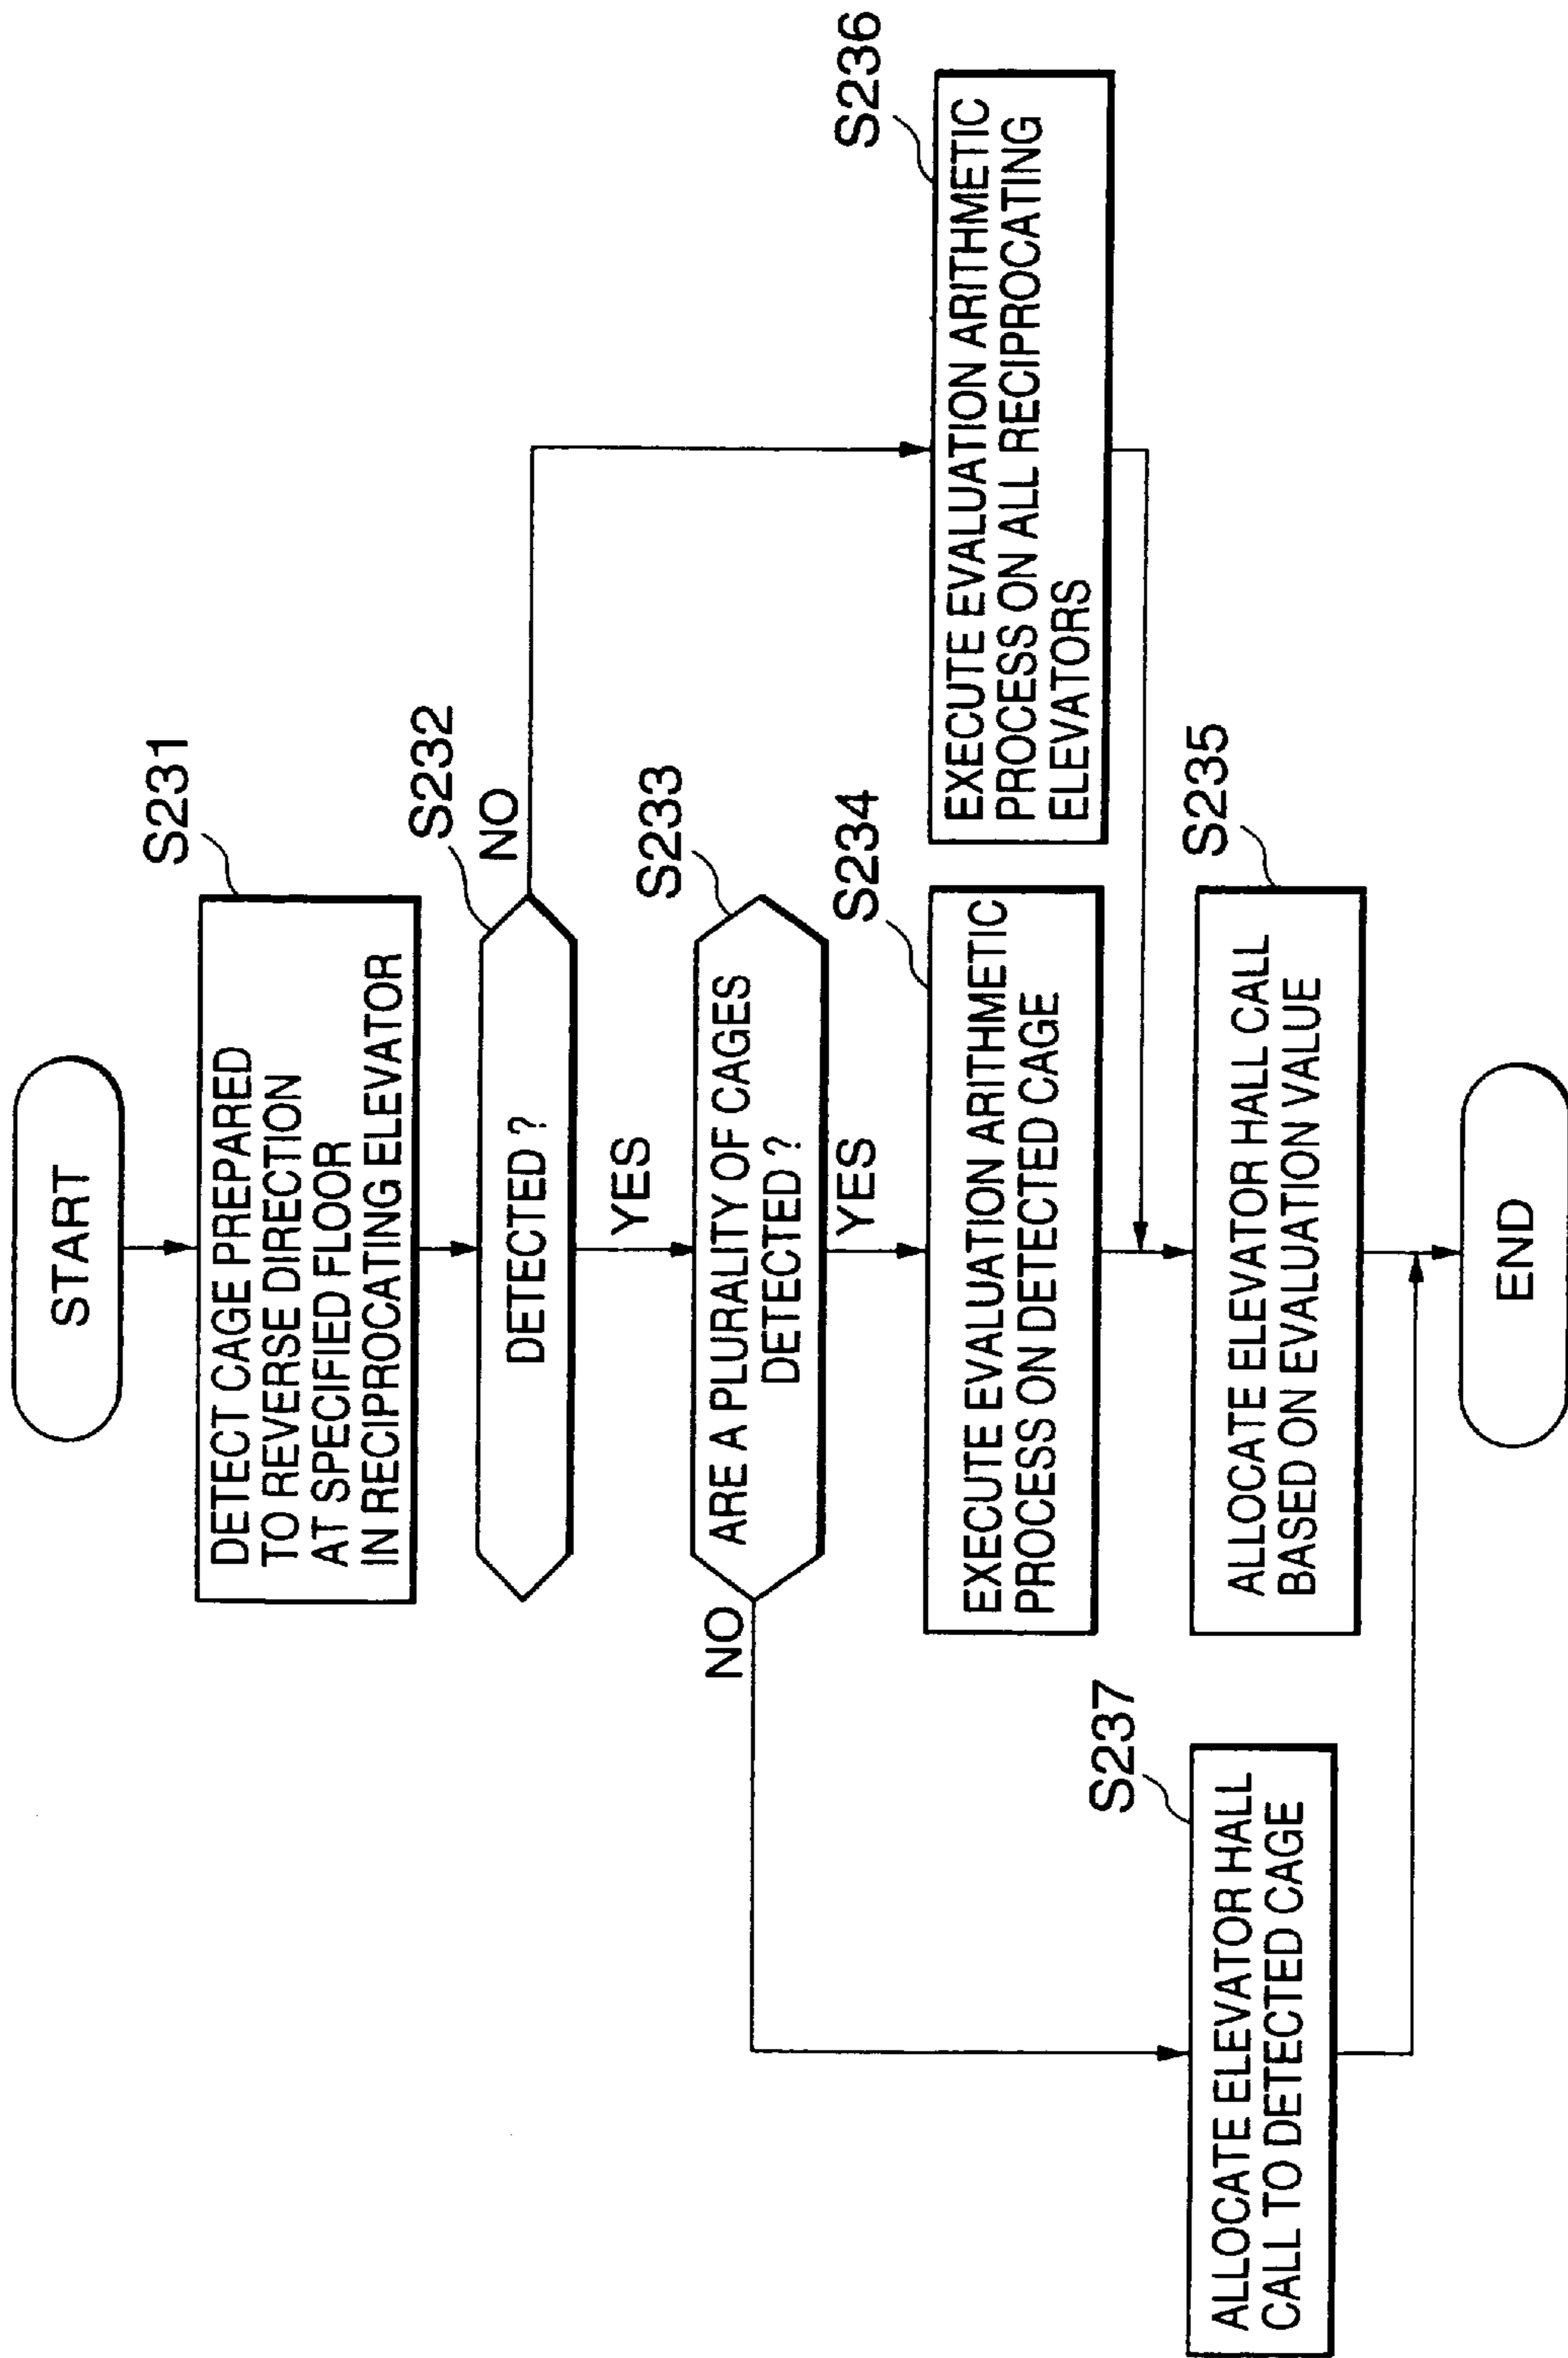 START
S231
DETECT CAGE PREPARED
TO REVERSE DIRECTION
AT SPECIFIED FLOOR
IN RECIPROCATING ELEVATOR
S232
DETECTED ?
NO
YES
S233
ARE A PLURALITY OF CAGES
DETECTED ?
NO
YES
S234
EXECUTE EVALUATION ARITHMETIC
PROCESS ON DETECTED CAGE
S236
EXECUTE EVALUATION ARITHMETIC
PROCESS ON ALL RECIPROCATING
ELEVATORS
S237
ALLOCATE ELEVATOR HALL
CALL TO DETECTED CAGE
S235
ALLOCATE ELEVATOR HALL CALL
BASED ON EVALUATION VALUE
END